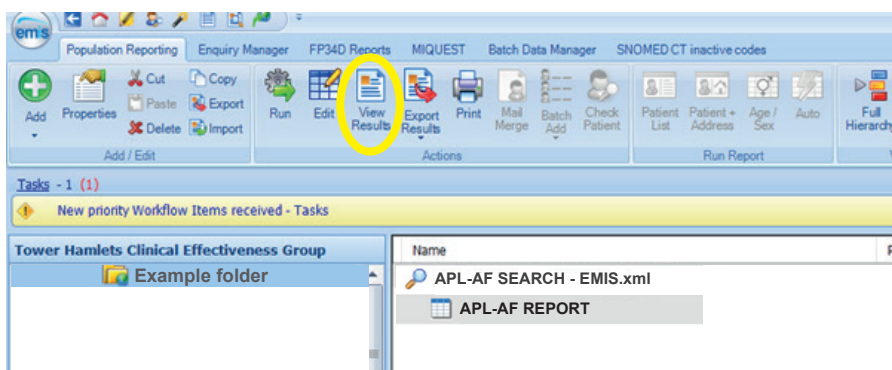 emis
Population Reporting Enquiry Manager FP34D Reports MIQUEST Batch Data Manager SNOMED CT inactive codes
Add
Properties
Cut
Paste
Delete
Copy
Export
Import
Add / Edit
Run
Edit
View
Results
Export
Results
Print
Mail
Merge
Batch
Add
Check
Patient
Actions
Patient
List
Patient +
Address
Age /
Sex
Auto
Run Report
Full
Hierarchy
Tasks - 1 (1)
New priority Workflow Items received - Tasks
Tower Hamlets Clinical Effectiveness Group
Example folder
Name
APL-AF SEARCH - EMIS.xml
APL-AF REPORT